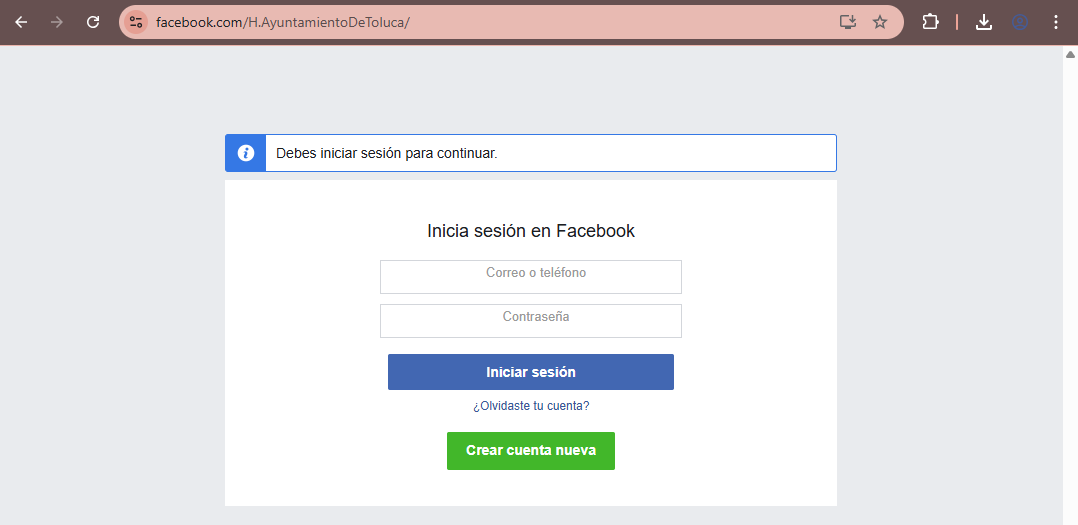 facebook.com/H.AyuntamientoDeToluca/
Debes iniciar sesión para continuar.
Inicia sesión en Facebook
Correo o teléfono
Contraseña
Iniciar sesión
¿Olvidaste tu cuenta?
Crear cuenta nueva